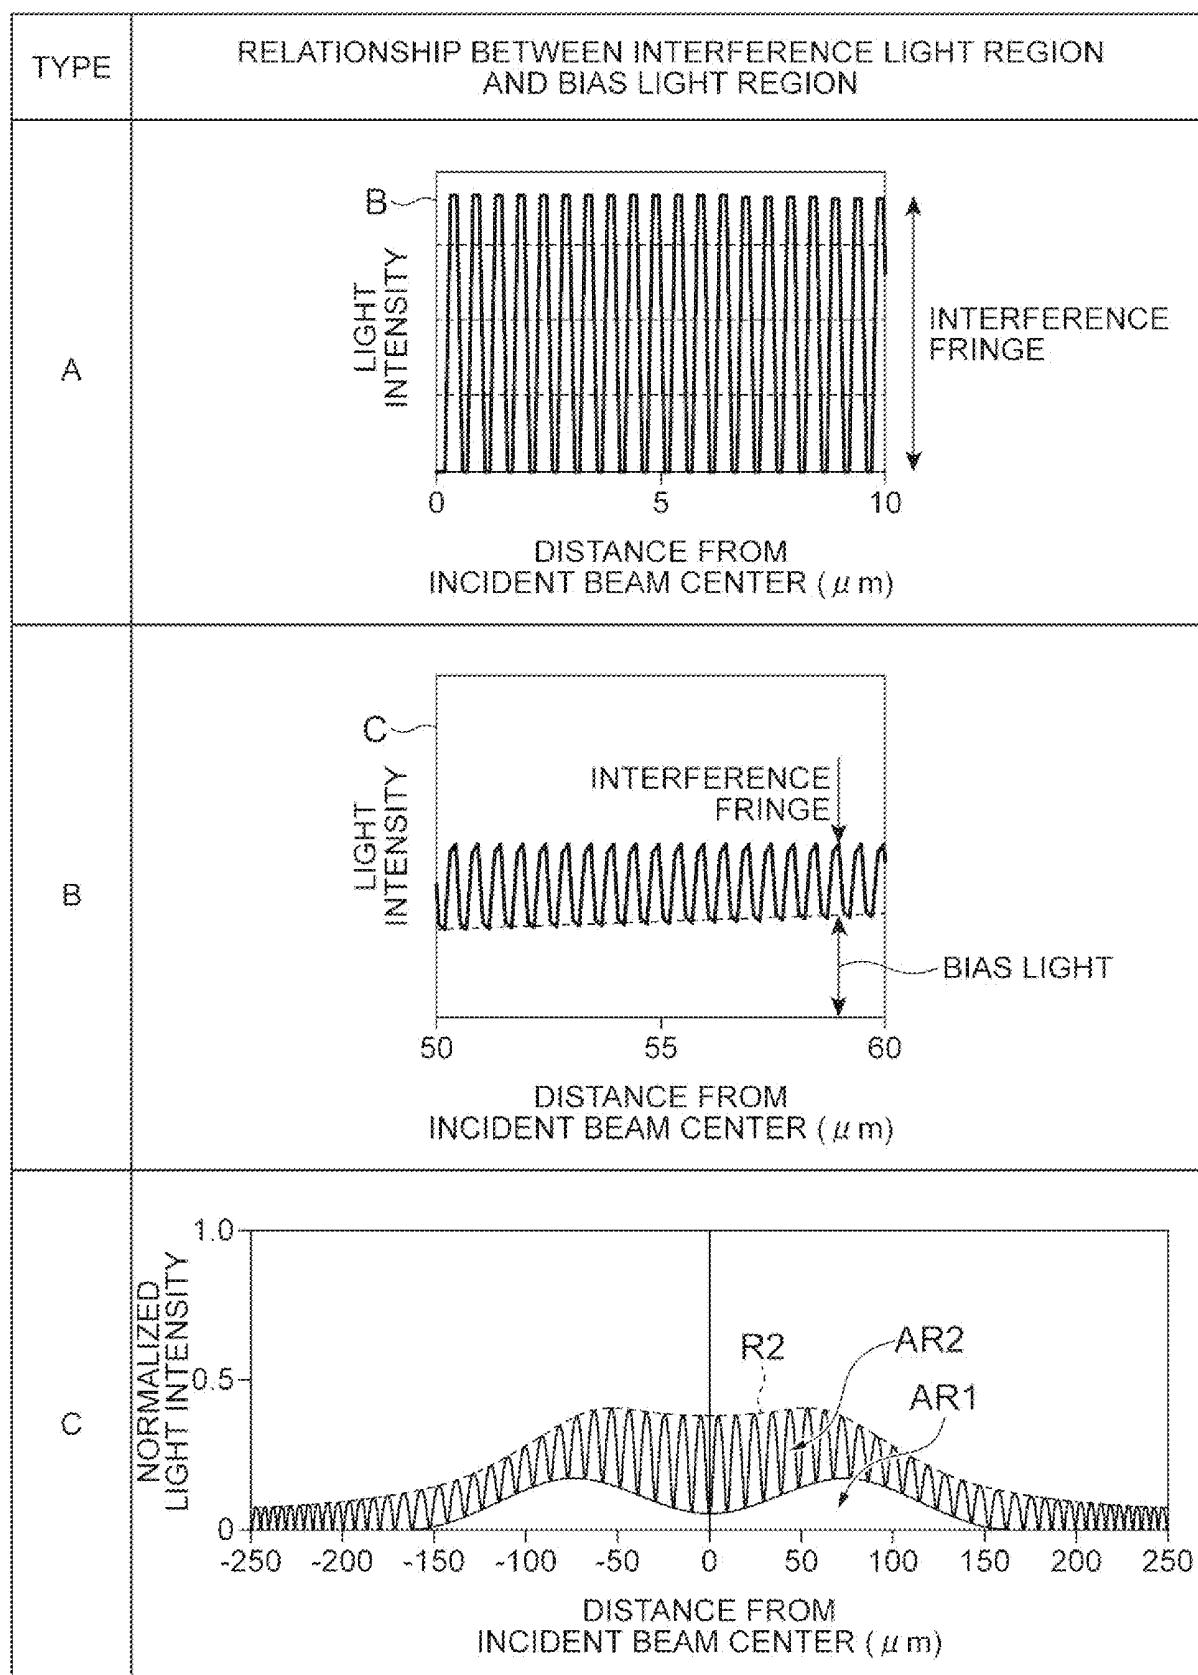 TYPE
RELATIONSHIP BETWEEN INTERFERENCE LIGHT REGION
AND BIAS LIGHT REGION
A
B
LIGHT
INTENSITY
INTERFERENCE
FRINGE
0 5 10
DISTANCE FROM
INCIDENT BEAM CENTER (μm)
B
C
LIGHT
INTENSITY
INTERFERENCE
FRINGE
BIAS LIGHT
50 55 60
DISTANCE FROM
INCIDENT BEAM CENTER (μm)
C
NORMALIZED
LIGHT INTENSITY
1.0
0.5
0
R2
AR2
AR1
-250 -200 -150 -100 -50 0 50 100 150 200 250
DISTANCE FROM
INCIDENT BEAM CENTER (μm)